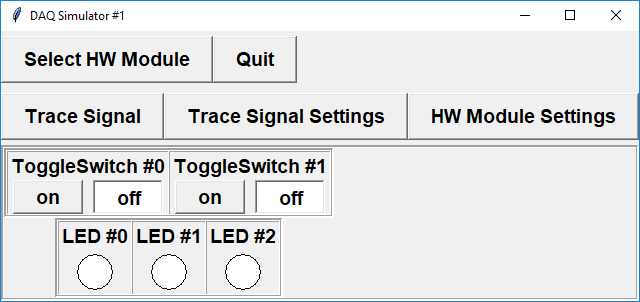 DAQ Simulator #1
Select HW Module Quit
Trace Signal Trace Signal Settings HW Module Settings
ToggleSwitch #0 ToggleSwitch #1
on off on off
LED #0 LED #1 LED #2